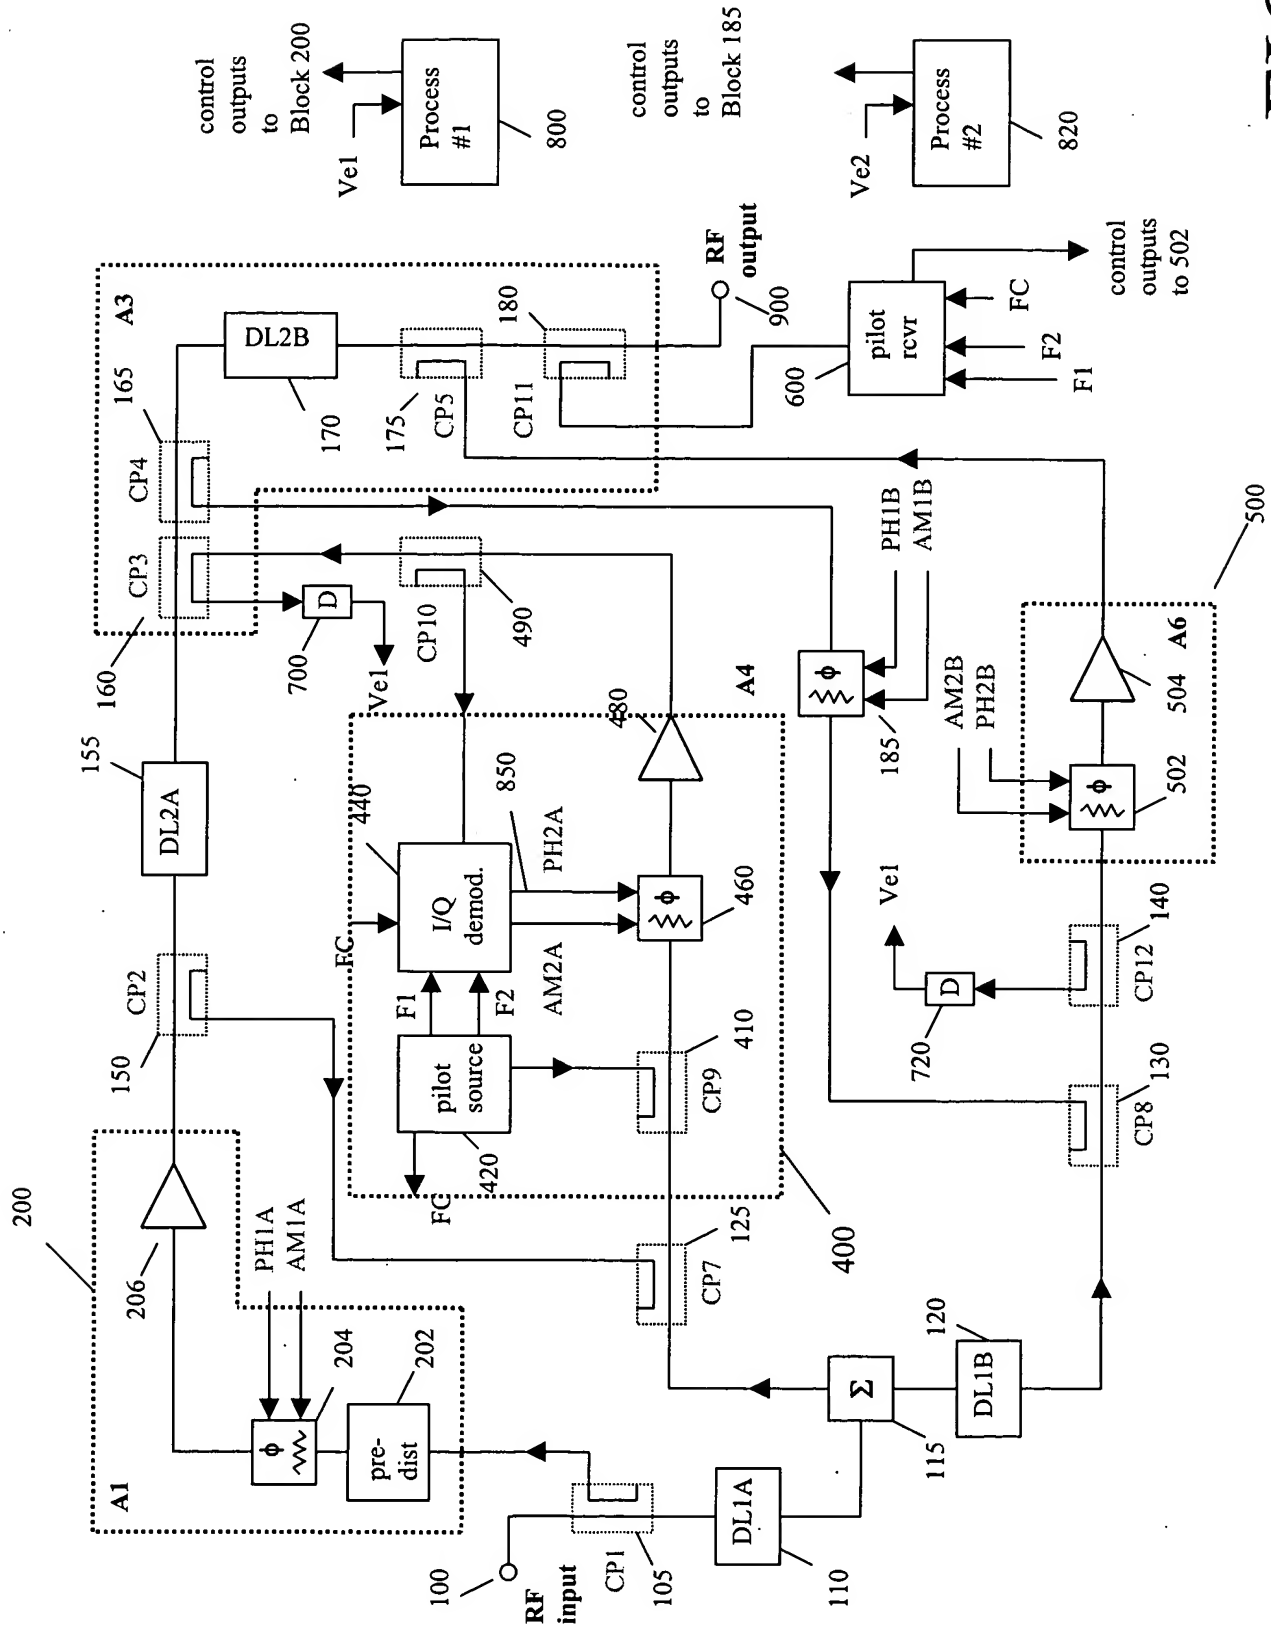 200
A1
206
PH1A
AM1A
204
pre-
dist
202
150
CP2
155
DL2A
160
CP3
CP4
165
A3
DL2B
170
175
CP5
CP11
180
control
outputs
to
Block 200
Ve1
Process
#1
800
700
D
Ve1
CP10
490
FC
440
I/Q
demod.
F1
F2
pilot
source
420
FC
850
AM2A
PH2A
480
460
410
CP9
A4
400
125
CP7
100
RF
input
CP1
105
DL1A
110
Σ
115
120
DL1B
RF
output
900
600
pilot
rcvr
F1
F2
FC
control
outputs
to 502
control
outputs
to
Block 185
Ve2
Process
#2
820
185
PH1B
AM1B
Ve1
D
720
AM2B
PH2B
502
504
A6
500
CP8
130
CP12
140